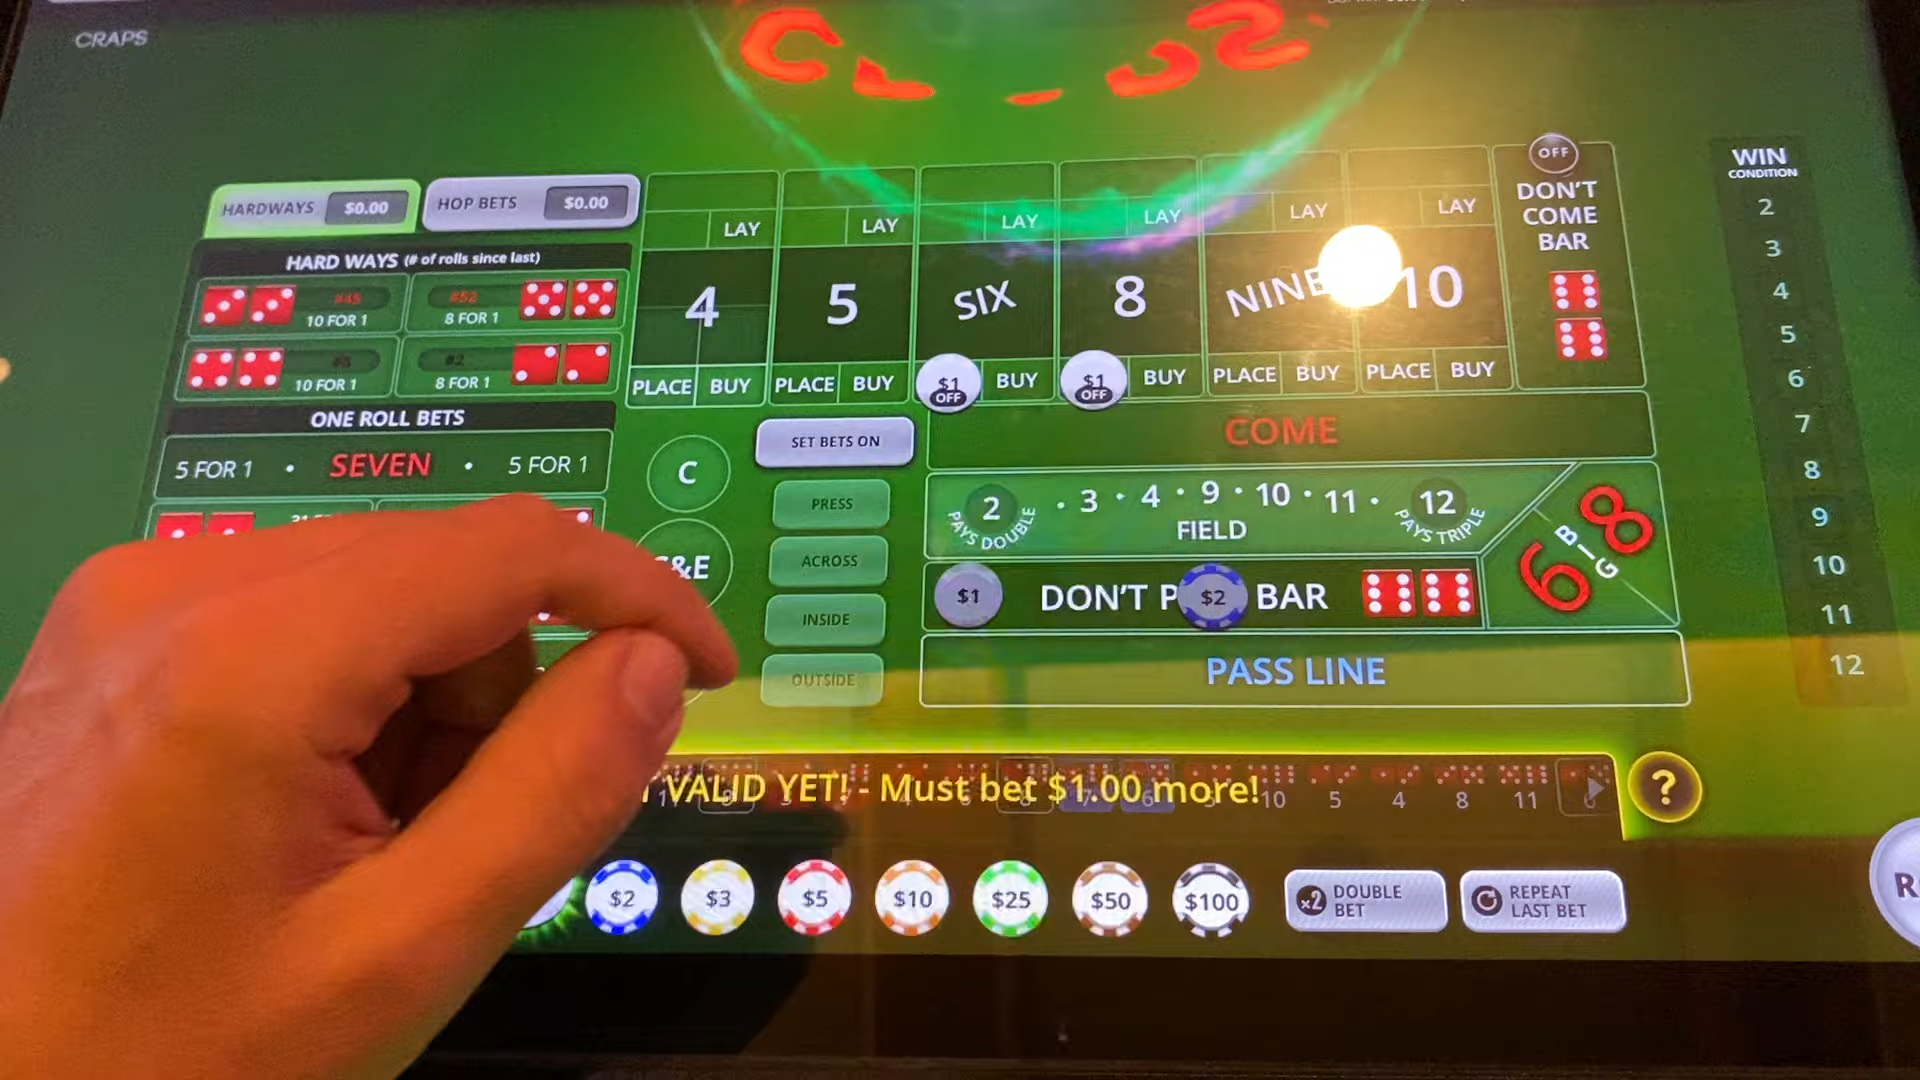 CRAPS
HARDWAYS $0.00
HOP BETS $0.00
HARD WAYS (# of rolls since last)
#45
10 FOR 1
#52
8 FOR 1
10 FOR 1
#2
8 FOR 1
ONE ROLL BETS
5 FOR 1 • SEVEN • 5 FOR 1
LAY LAY LAY LAY LAY LAY
4 5 SIX 8 NINE 10
PLACE BUY PLACE BUY $1 OFF BUY $1 OFF BUY PLACE BUY PLACE BUY
OFF
DON'T
COME
BAR
WIN
CONDITION
2
3
4
5
6
7
8
9
10
11
12
C
C&E
SET BETS ON
PRESS
ACROSS
INSIDE
OUTSIDE
COME
2 • 3 • 4 • 9 • 10 • 11 • 12
PAYS DOUBLE
PAYS TRIPLE
FIELD
6 BIG 8
$1 DON'T P $2 BAR
PASS LINE
VALID YET! - Must bet $1.00 more!
10 5 4 8 11
?
$2 $3 $5 $10 $25 $50 $100
x2 DOUBLE
BET
REPEAT
LAST BET